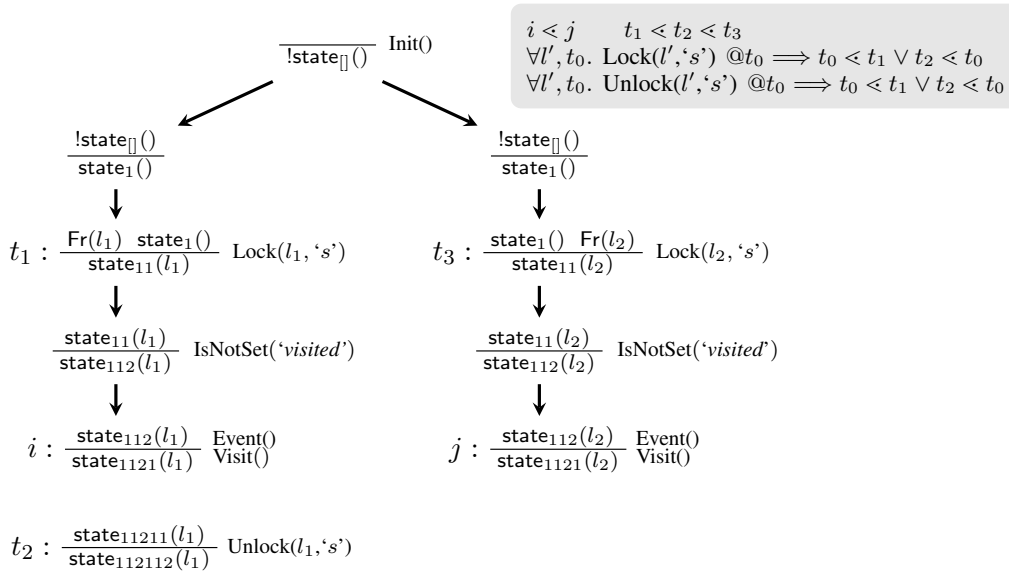 !state[]() Init()
i ⋖ j t1 ⋖ t2 ⋖ t3
∀l′, t0. Lock(l′,‘s’) @t0 ⟹ t0 ⋖ t1 ∨ t2 ⋖ t0
∀l′, t0. Unlock(l′,‘s’) @t0 ⟹ t0 ⋖ t1 ∨ t2 ⋖ t0
!state[]() !state[]()
state1() state1()
t1 : Fr(l1) state1() Lock(l1, ‘s’) t3 : state1() Fr(l2) Lock(l2, ‘s’)
state11(l1) state11(l2)
state11(l1) IsNotSet(‘visited’) state11(l2) IsNotSet(‘visited’)
state112(l1) state112(l2)
i : state112(l1) Event() j : state112(l2) Event()
state1121(l1) Visit() state1121(l2) Visit()
t2 : state11211(l1) Unlock(l1,‘s’)
state112112(l1)